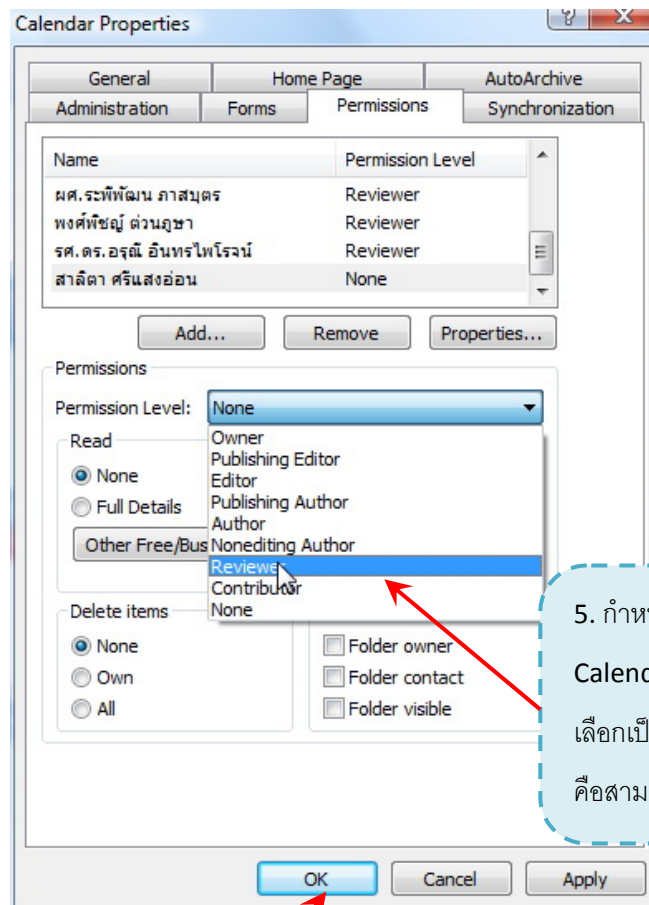 Calendar Properties
General Home Page AutoArchive
Administration Forms Permissions Synchronization
Name Permission Level
ผศ.ระพีพัฒน ภาสบุตร Reviewer
พงศ์พิชญ์ ต่วนภูษา Reviewer
รศ.ดร.อรุณี อินทรไพโรจน์ Reviewer
สาลิตา ศรีแสงอ่อน None
Add... Remove Properties...
Permissions
Permission Level: None
Owner
Publishing Editor
Editor
Publishing Author
Author
Nonediting Author
Reviewer
Contributor
None
Read
None
Full Details
Other Free/Bus
Delete items
None
Own
All
Folder owner
Folder contact
Folder visible
5. กำห
Calend
เลือกเป็
คือสาม
OK Cancel Apply